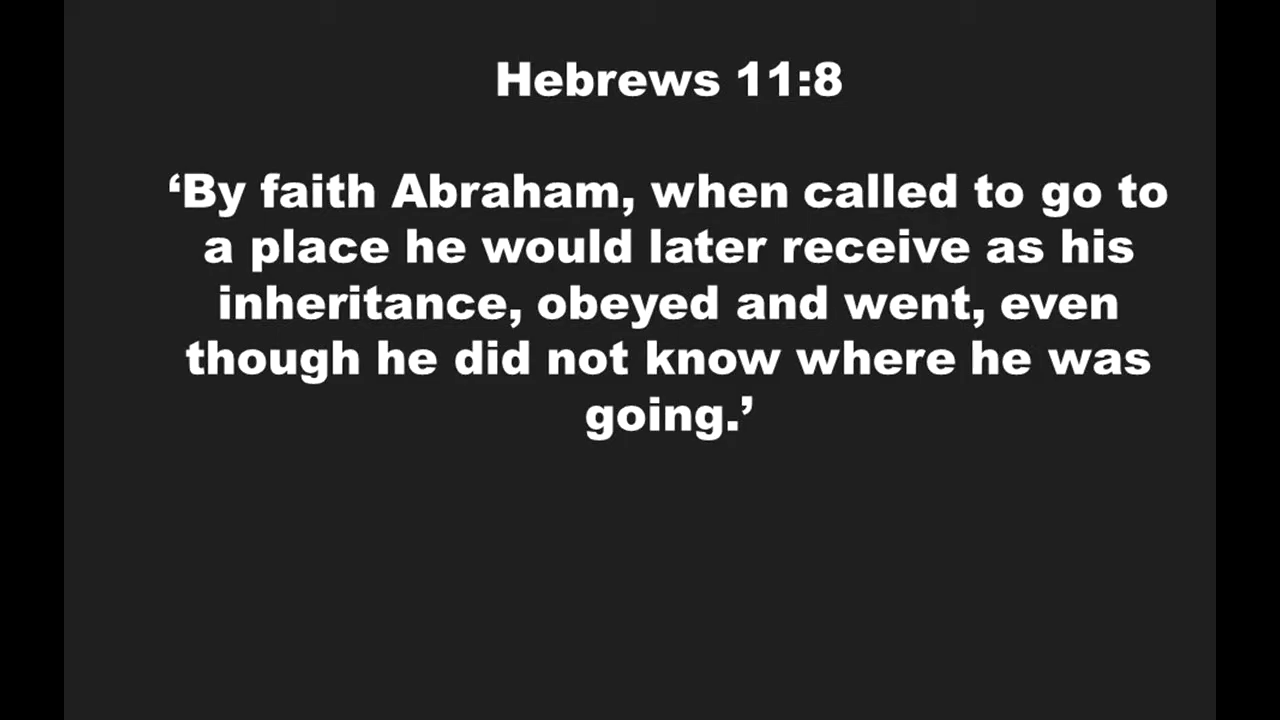 Hebrews 11:8
‘By faith Abraham, when called to go to
a place he would later receive as his
inheritance, obeyed and went, even
though he did not know where he was
going.’